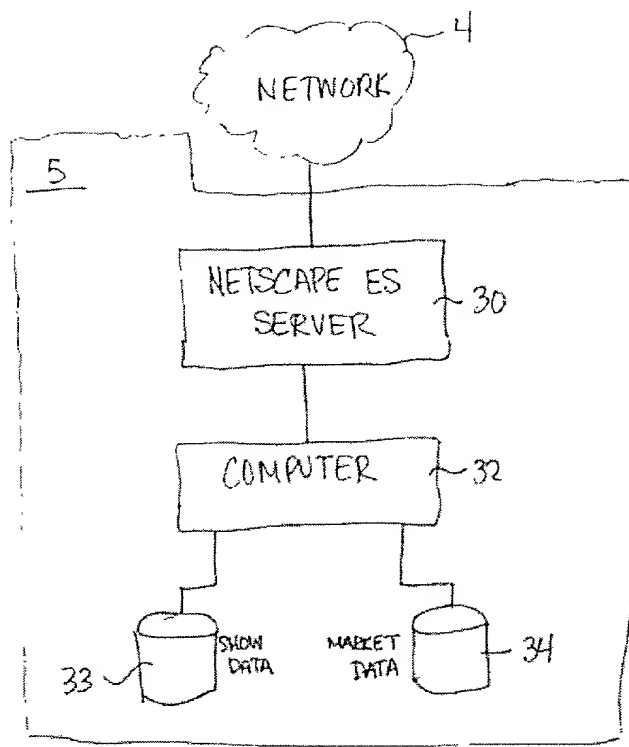 4
NETWORK
5
NETSCAPE ES
SERVER
30
COMPUTER
32
SHOW
DATA
33
MARKET
DATA
34